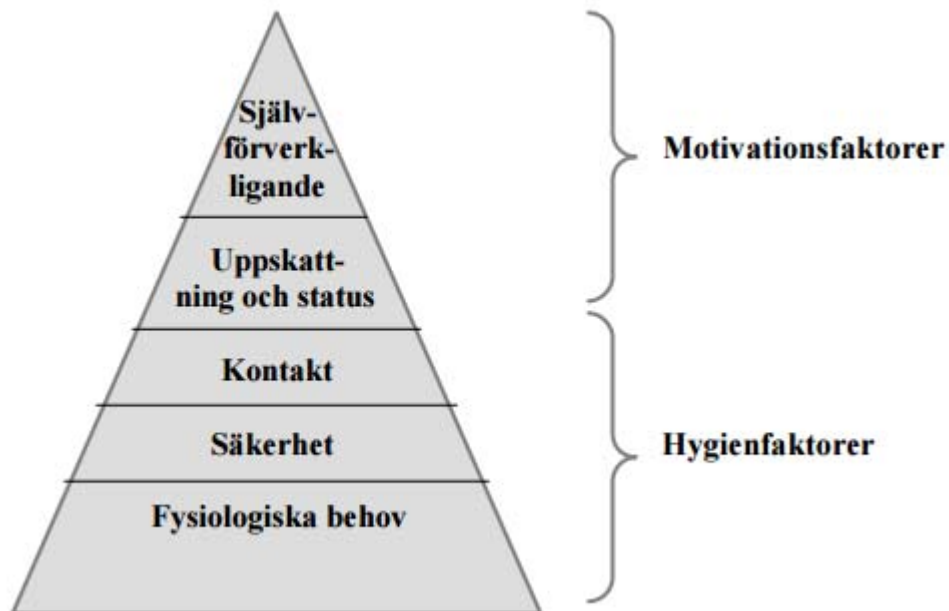 Själv-
förverk-
ligande
Motivationsfaktorer
Uppskatt-
ning och status
Kontakt
Säkerhet
Hygienfaktorer
Fysiologiska behov